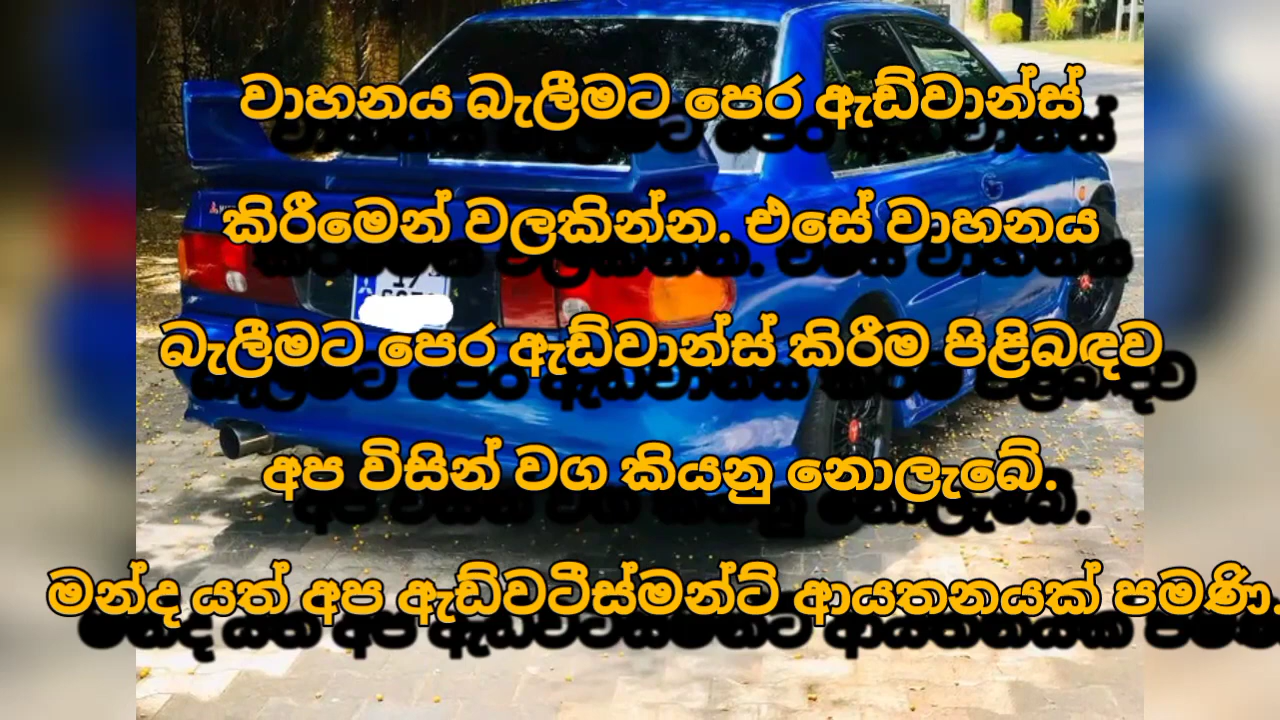 වාහනය බැලීමට පෙර ඇඩ්වාන්ස්
කිරීමෙන් වලකින්න. එසේ වාහනය
බැලීමට පෙර ඇඩ්වාන්ස් කිරීම පිළිබඳව
අප විසින් වග කියනු නොලැබේ.
මන්ද යත් අප ඇඩ්වටීස්මන්ට් ආයතනයක් පමණි